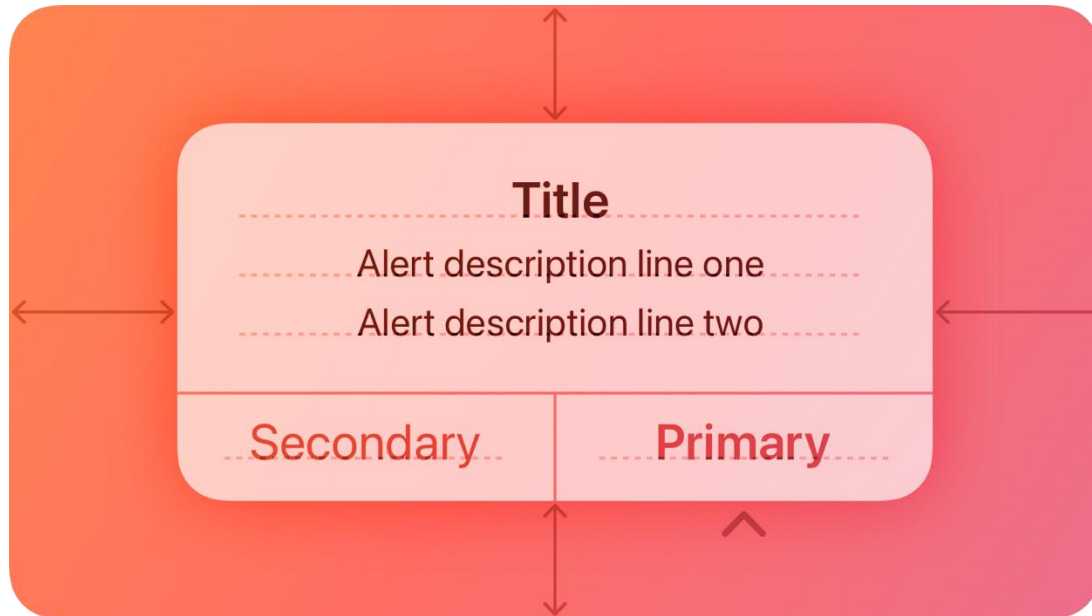 Title
Alert description line one
Alert description line two
Secondary
Primary